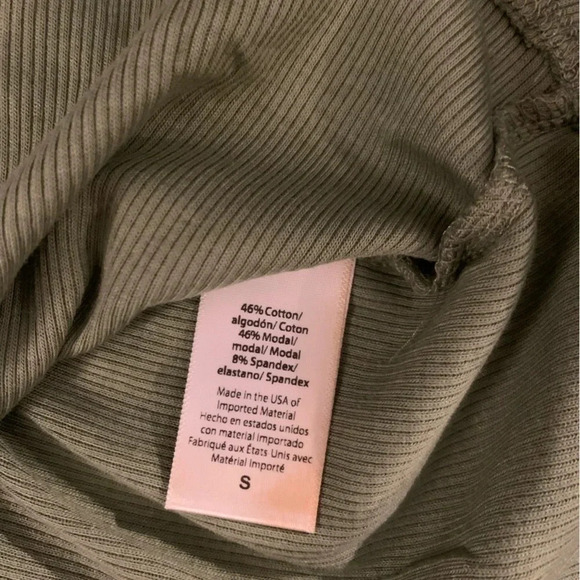 46% Cotton/
algodón/ Coton
46% Modal/
modal/ Modal
8% Spandex/
elastano/ Spandex
Made in the USA of
Imported Material
Hecho en estados unidos
con material importado
Fabriqué aux États Unis avec
Matérial Importé
S